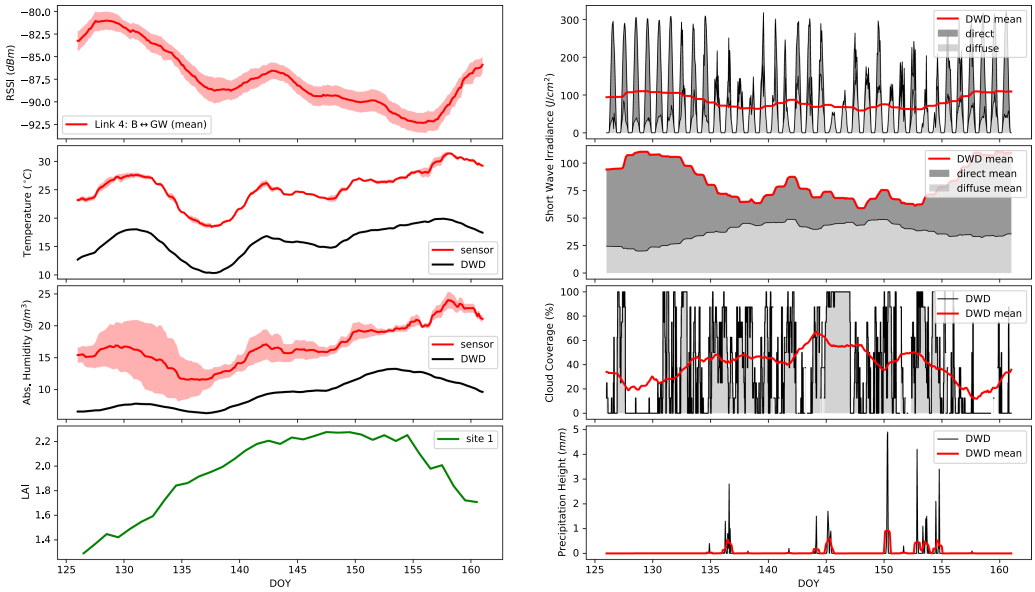 RSSI (dBm)
−80.0
−82.5
−85.0
−87.5
−90.0
−92.5
Link 4: B↔GW (mean)
Short Wave Irradiance (J/cm²)
300
200
100
0
DWD mean
direct
diffuse
Temperature (°C)
30
25
20
15
10
sensor
DWD
100
75
50
25
0
DWD mean
direct mean
diffuse mean
Abs. Humidity (g/m³)
25
20
15
10
sensor
DWD
Cloud Coverage (%)
100
80
60
40
20
0
DWD
DWD mean
LAI
2.2
2.0
1.8
1.6
1.4
site 1
125 130 135 140 145 150 155 160
DOY
Precipitation Height (mm)
5
4
3
2
1
0
DWD
DWD mean
125 130 135 140 145 150 155 160
DOY